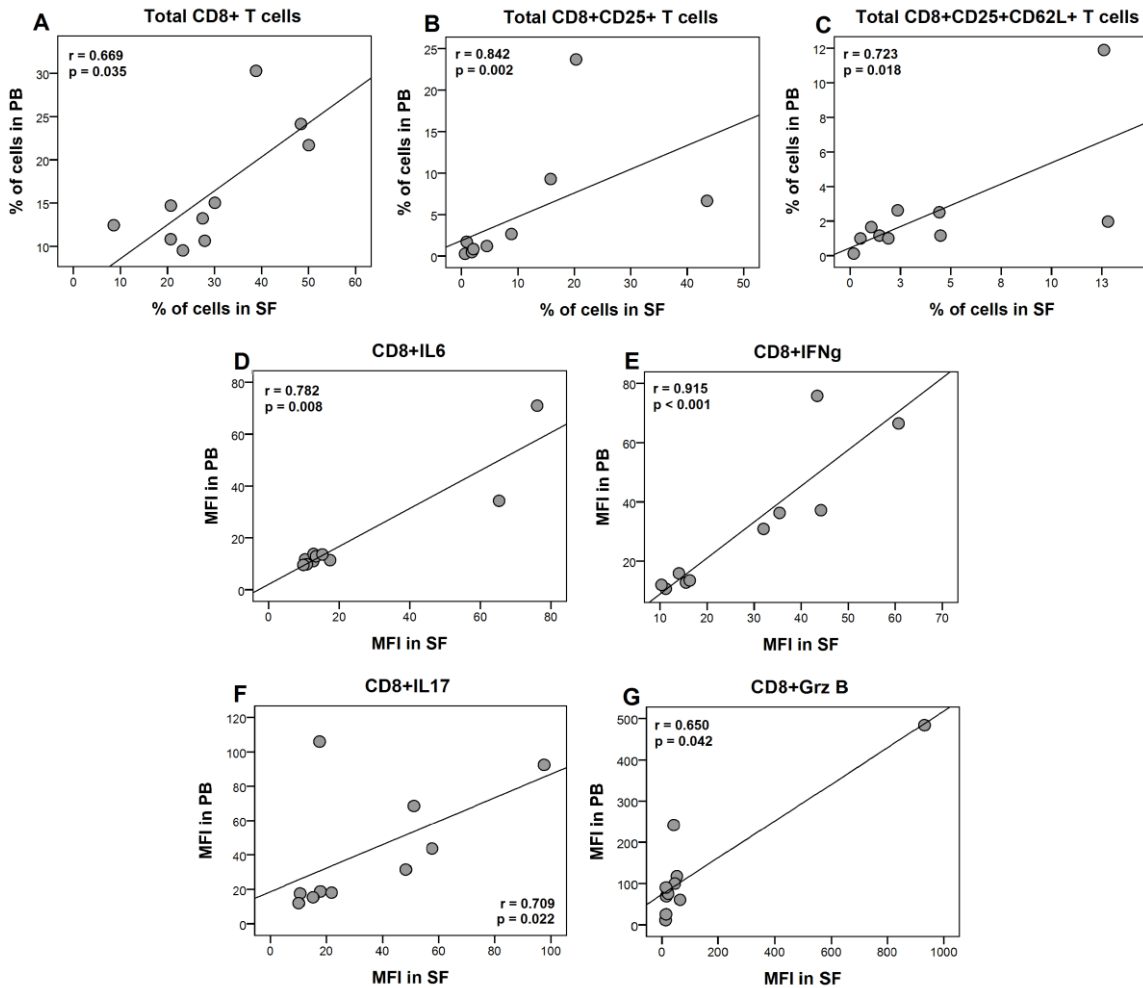 A
Total CD8+ T cells
r = 0.669
p = 0.035
% of cells in PB
30
25
20
15
10
0 10 20 30 40 50 60
% of cells in SF
B
Total CD8+CD25+ T cells
r = 0.842
p = 0.002
% of cells in PB
25
20
15
10
5
0
0 10 20 30 40 50
% of cells in SF
C
Total CD8+CD25+CD62L+ T cells
r = 0.723
p = 0.018
% of cells in PB
12
10
8
6
4
2
0
0 3 5 8 10 13
% of cells in SF
D
CD8+IL6
r = 0.782
p = 0.008
MFI in PB
80
60
40
20
0
0 20 40 60 80
MFI in SF
E
CD8+IFNg
r = 0.915
p < 0.001
MFI in PB
80
60
40
20
10 20 30 40 50 60 70
MFI in SF
F
CD8+IL17
MFI in PB
120
100
80
60
40
20
0
r = 0.709
p = 0.022
0 20 40 60 80 100
MFI in SF
G
CD8+Grz B
r = 0.650
p = 0.042
MFI in PB
500
400
300
200
100
0
0 200 400 600 800 1000
MFI in SF